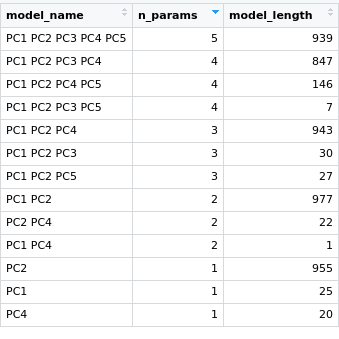 model_name n_params model_length
PC1 PC2 PC3 PC4 PC5 5 939
PC1 PC2 PC3 PC4 4 847
PC1 PC2 PC4 PC5 4 146
PC1 PC2 PC3 PC5 4 7
PC1 PC2 PC4 3 943
PC1 PC2 PC3 3 30
PC1 PC2 PC5 3 27
PC1 PC2 2 977
PC2 PC4 2 22
PC1 PC4 2 1
PC2 1 955
PC1 1 25
PC4 1 20